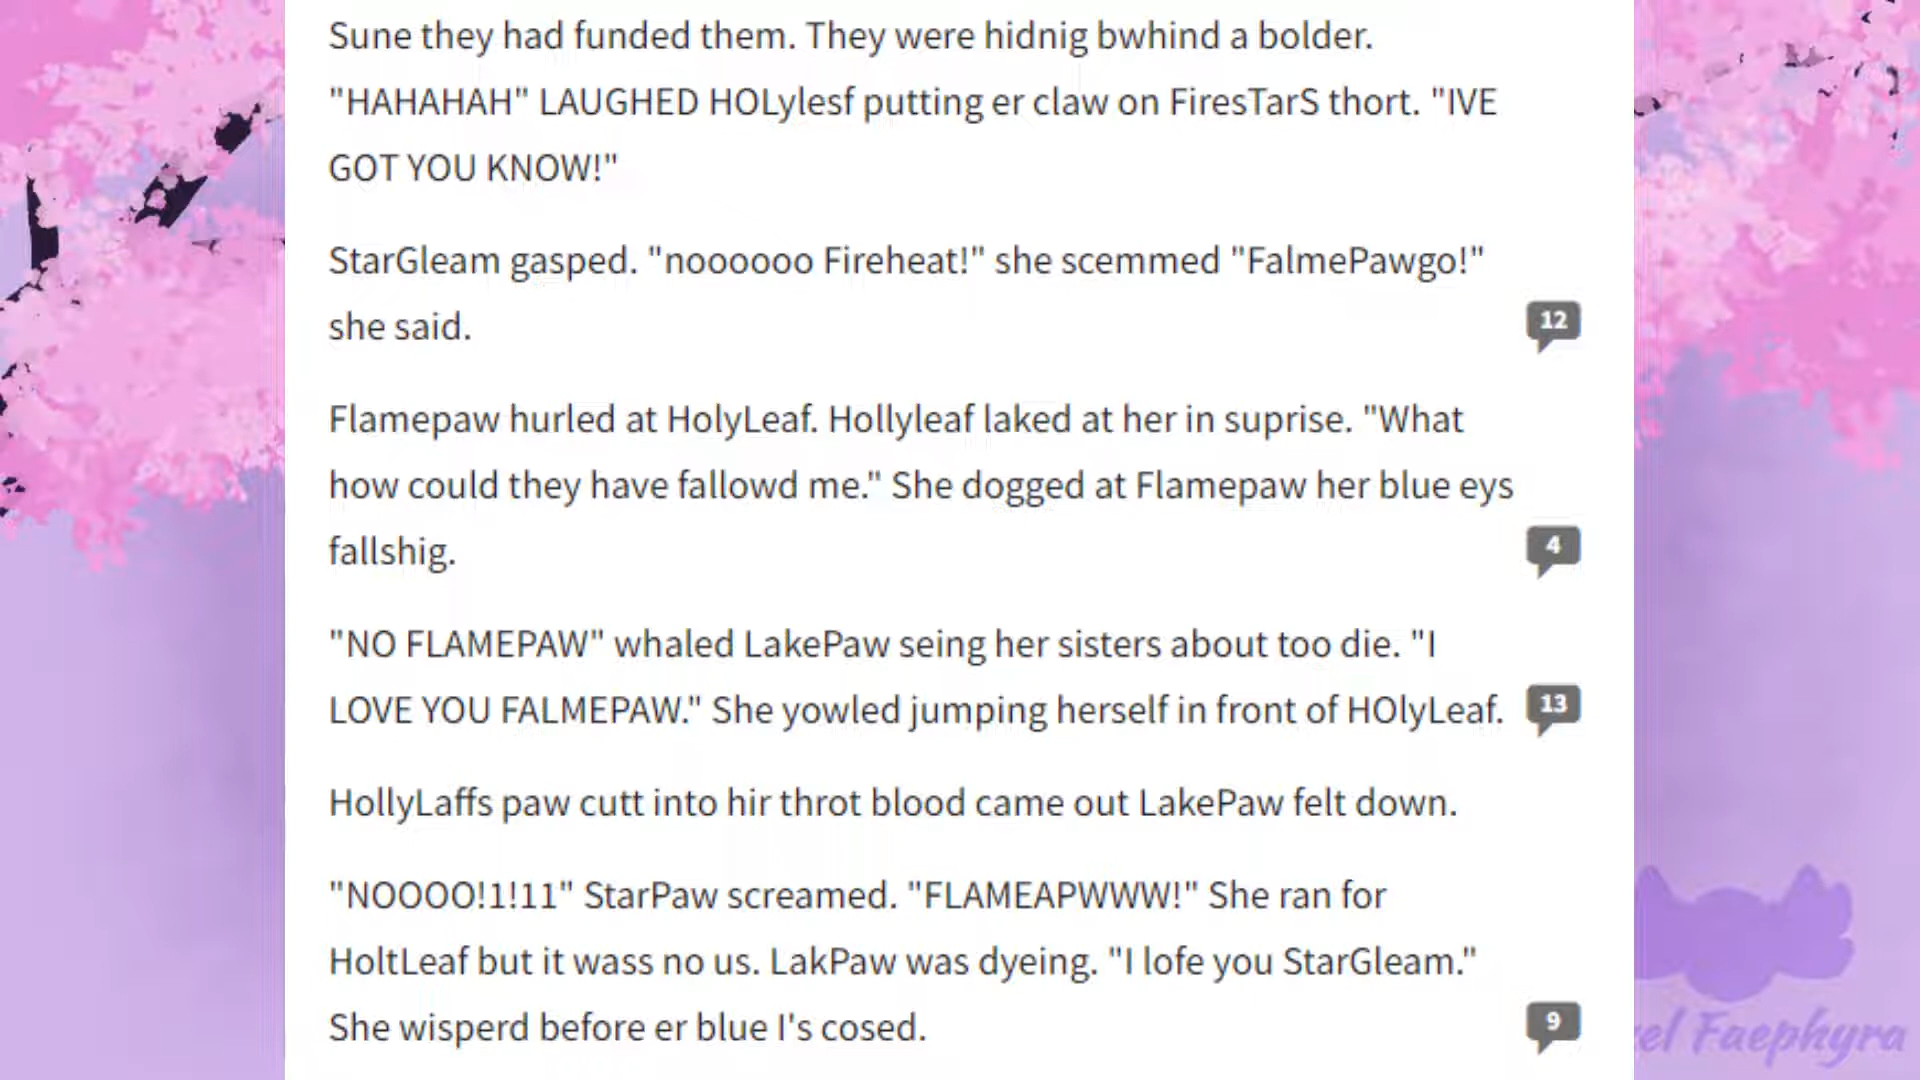 Sune they had funded them. They were hidnig bwhind a bolder.
"HAHAHAH" LAUGHED HOLylesf putting er claw on FiresTarS thort. "IVE
GOT YOU KNOW!"
StarGleam gasped. "noooooo Fireheat!" she scemmed "FalmePawgo!"
she said.
12
Flamepaw hurled at HolyLeaf. Hollyleaf laked at her in suprise. "What
how could they have fallowd me." She dogged at Flamepaw her blue eys
fallshig.
4
"NO FLAMEPAW" whaled LakePaw seing her sisters about too die. "I
LOVE YOU FALMEPAW." She yowled jumping herself in front of HOlyLeaf.
13
HollyLaffs paw cutt into hir throt blood came out LakePaw felt down.
"NOOOO!1!11" StarPaw screamed. "FLAMEAPWWW!" She ran for
HoltLeaf but it wass no us. LakPaw was dyeing. "I lofe you StarGleam."
She wisperd before er blue I's cosed.
9
Faephyra